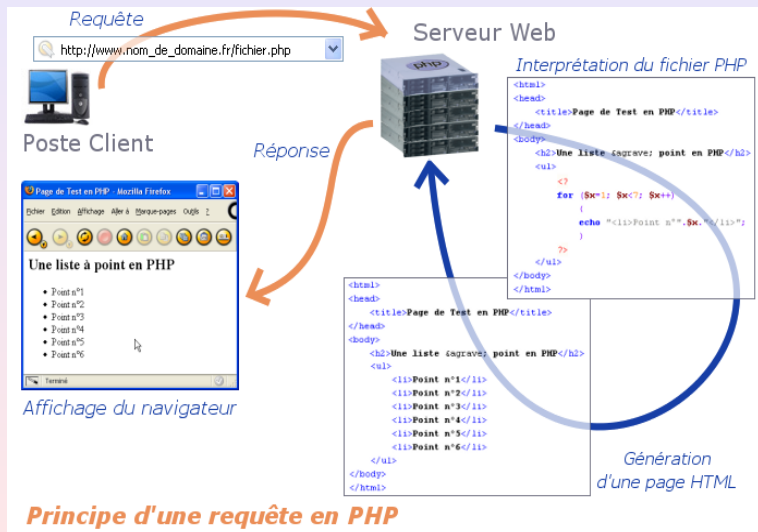 Requête
http://www.nom_de_domaine.fr/fichier.php
Serveur Web
php
Poste Client
Réponse
Interprétation du fichier PHP
<html>
<head>
<title>Page de Test en PHP</title>
</head>
<body>
<h2>Une liste &agrave; point en PHP</h2>
<ul>
<?
for ($x=1; $x<7; $x++)
{
echo "<li>Point n°".$x."</li>";
}
?>
</ul>
</body>
</html>
Page de Test en PHP - Mozilla Firefox
Fichier Edition Affichage Aller à Marque-pages Outils ?
Une liste à point en PHP
• Point n°1
• Point n°2
• Point n°3
• Point n°4
• Point n°5
• Point n°6
Terminé
Affichage du navigateur
<html>
<head>
<title>Page de Test en PHP</title>
</head>
<body>
<h2>Une liste &agrave; point en PHP</h2>
<ul>
<li>Point n°1</li>
<li>Point n°2</li>
<li>Point n°3</li>
<li>Point n°4</li>
<li>Point n°5</li>
<li>Point n°6</li>
</ul>
</body>
</html>
Génération
d'une page HTML
Principe d'une requête en PHP